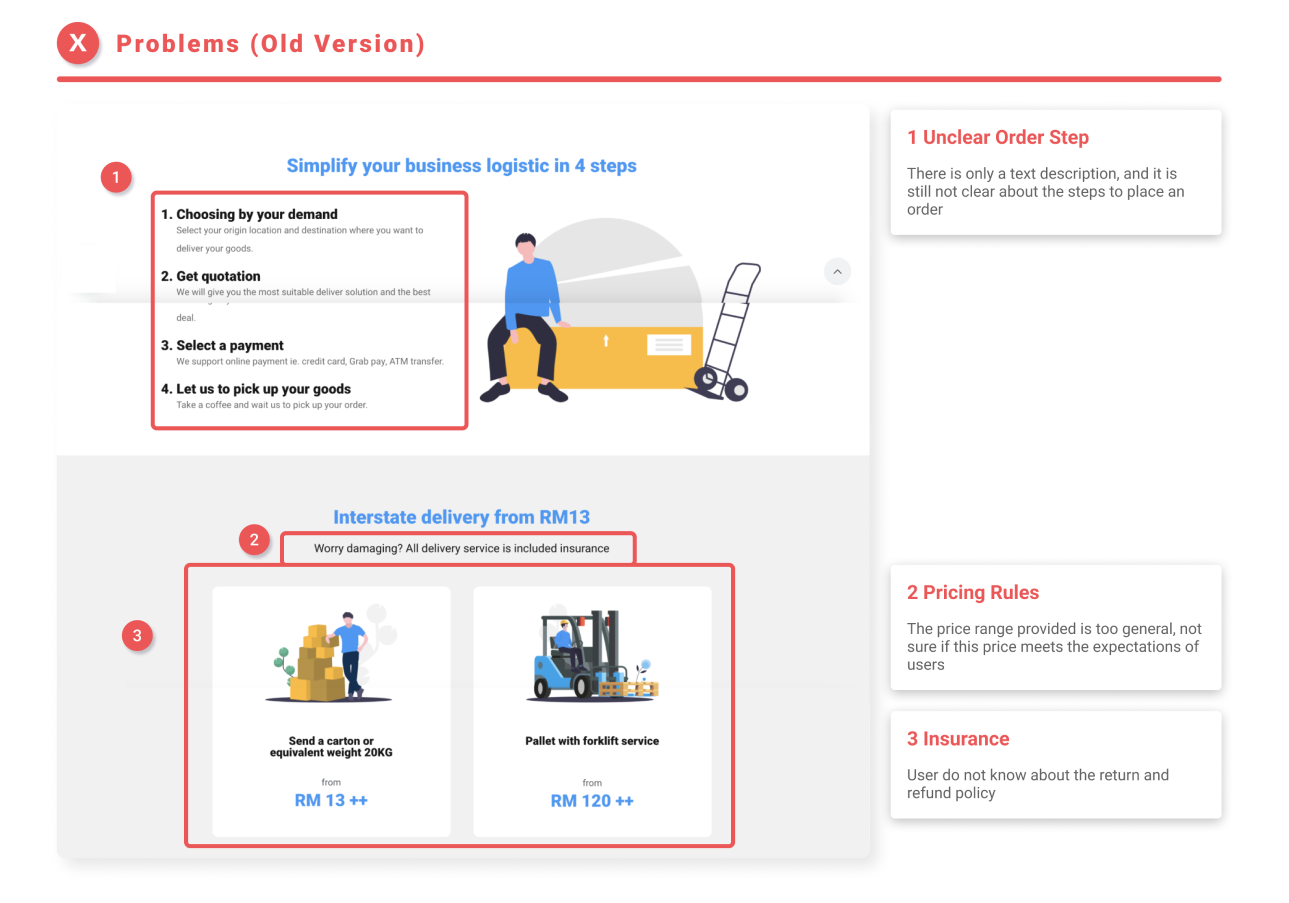 X Problems (Old Version)
1
Simplify your business logistic in 4 steps
1. Choosing by your demand
Select your origin location and destination where you want to
deliver your goods.
2. Get quotation
We will give you the most suitable deliver solution and the best
deal.
3. Select a payment
We support online payment ie. credit card, Grab pay, ATM transfer.
4. Let us to pick up your goods
Take a coffee and wait us to pick up your order.
1 Unclear Order Step
There is only a text description, and it is
still not clear about the steps to place an
order
Interstate delivery from RM13
2
Worry damaging? All delivery service is included insurance
3
Send a carton or
equivalent weight 20KG
from
RM 13 ++
Pallet with forklift service
from
RM 120 ++
2 Pricing Rules
The price range provided is too general, not
sure if this price meets the expectations of
users
3 Insurance
User do not know about the return and
refund policy